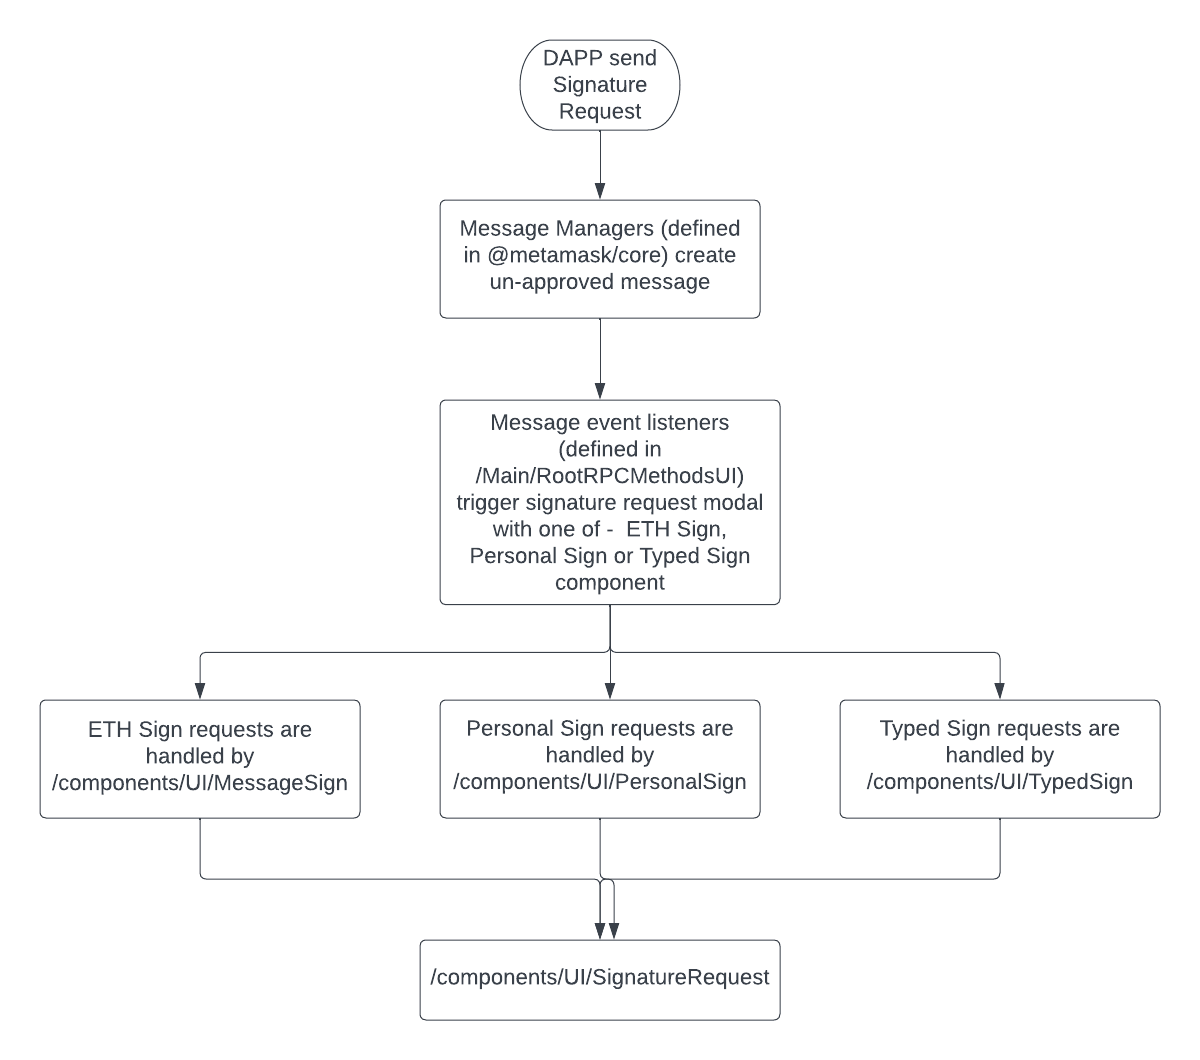 DAPP send
Signature
Request
Message Managers (defined
in @metamask/core) create
un-approved message
Message event listeners
(defined in
/Main/RootRPCMethodsUI)
trigger signature request modal
with one of -  ETH Sign,
Personal Sign or Typed Sign
component
ETH Sign requests are
handled by
/components/UI/MessageSign
Personal Sign requests are
handled by
/components/UI/PersonalSign
Typed Sign requests are
handled by
/components/UI/TypedSign
/components/UI/SignatureRequest